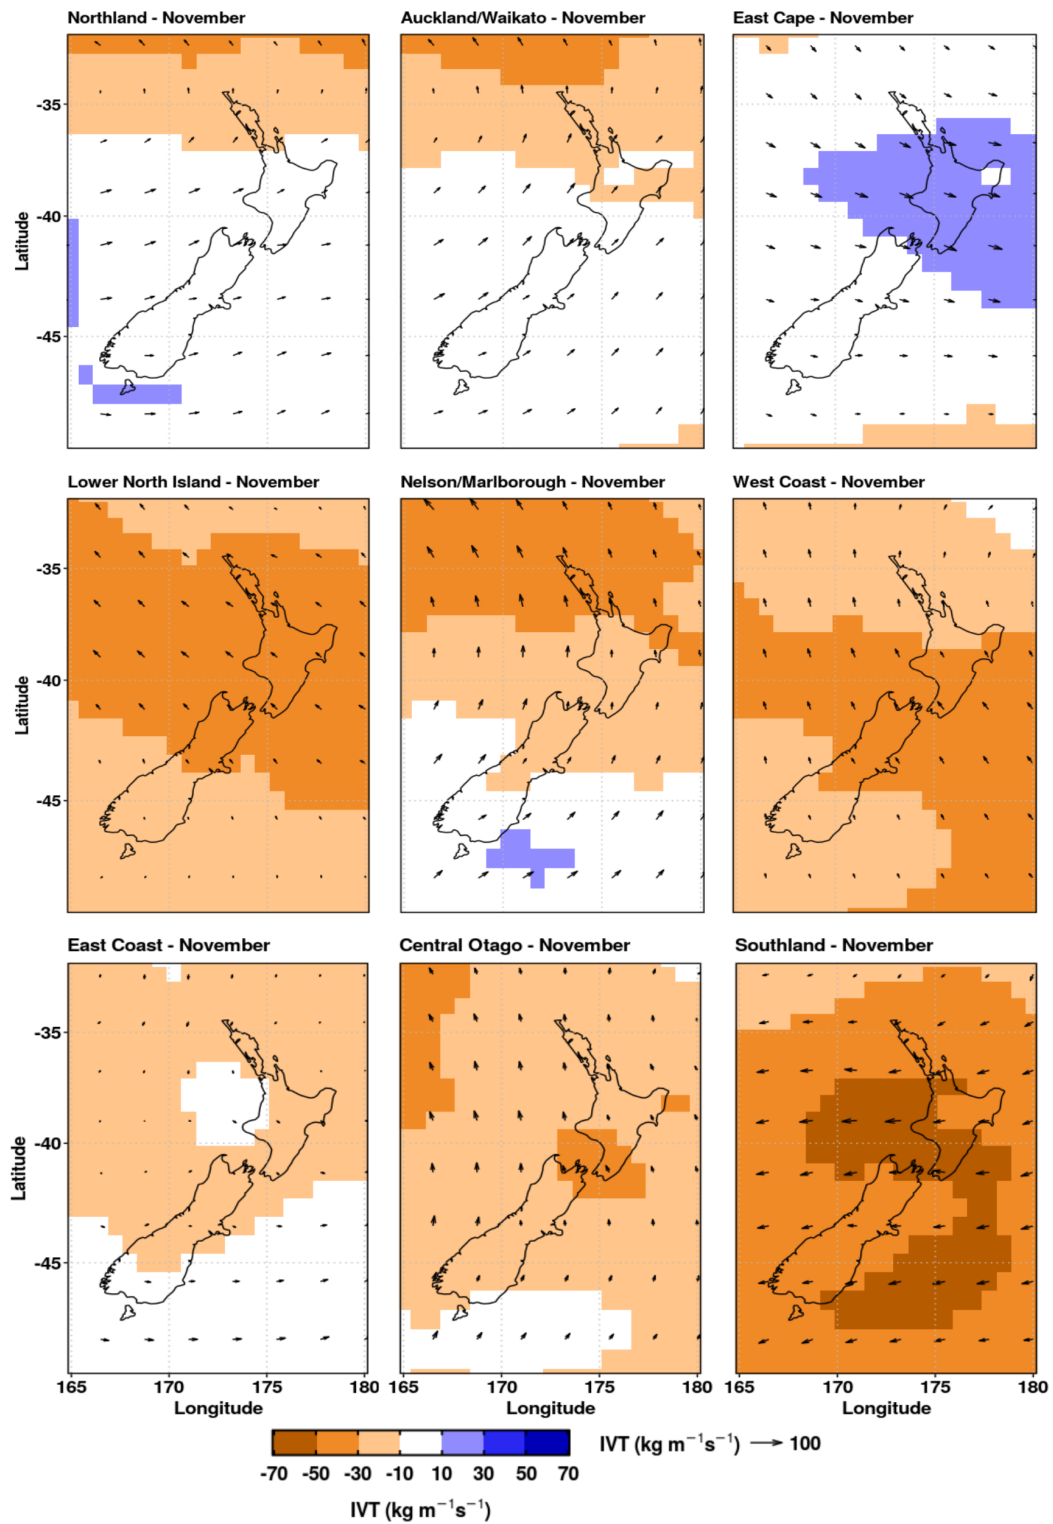 Northland - November
Auckland/Waikato - November
East Cape - November
-35
-40
-45
Latitude
Lower North Island - November
Nelson/Marlborough - November
West Coast - November
-35
-40
-45
Latitude
East Coast - November
Central Otago - November
Southland - November
-35
-40
-45
Latitude
165 170 175 180
165 170 175 180
165 170 175 180
Longitude
Longitude
Longitude
IVT (kg m⁻¹s⁻¹) 100
-70 -50 -30 -10 10 30 50 70
IVT (kg m⁻¹s⁻¹)